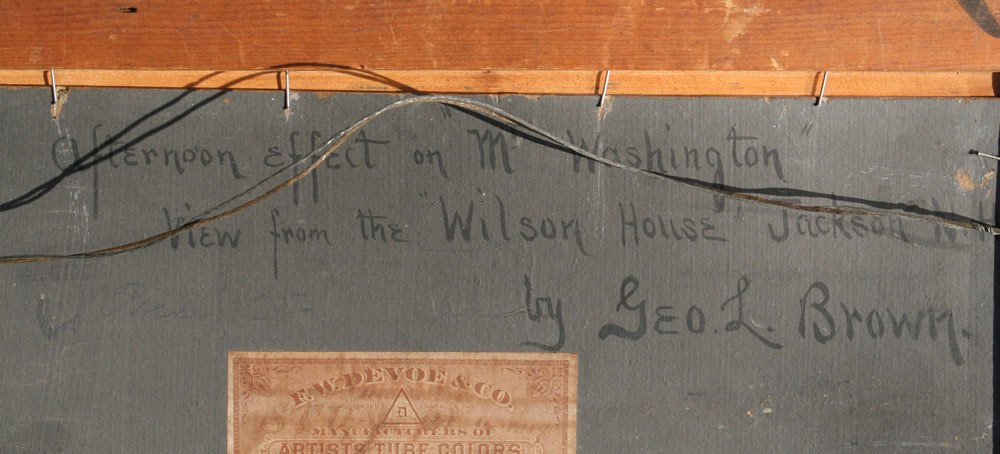 Afternoon effect on "Mt Washington"
View from the "Wilson House" Jackson N.H
by Geo. L. Brown.
F.W. DEVOE & CO.
MANUFACTURERS OF
ARTISTS TUBE COLORS